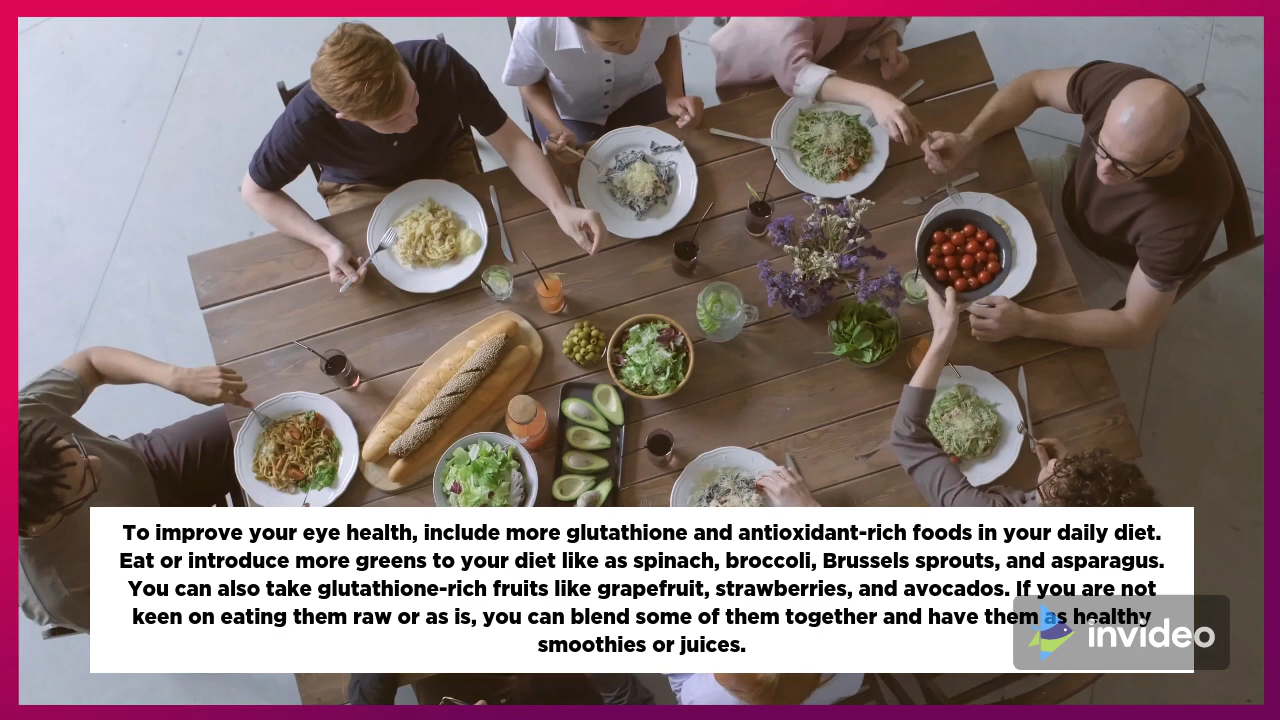 To improve your eye health, include more glutathione and antioxidant-rich foods in your daily diet.
Eat or introduce more greens to your diet like as spinach, broccoli, Brussels sprouts, and asparagus.
You can also take glutathione-rich fruits like grapefruit, strawberries, and avocados. If you are not
keen on eating them raw or as is, you can blend some of them together and have them as healthy
smoothies or juices.
invideo